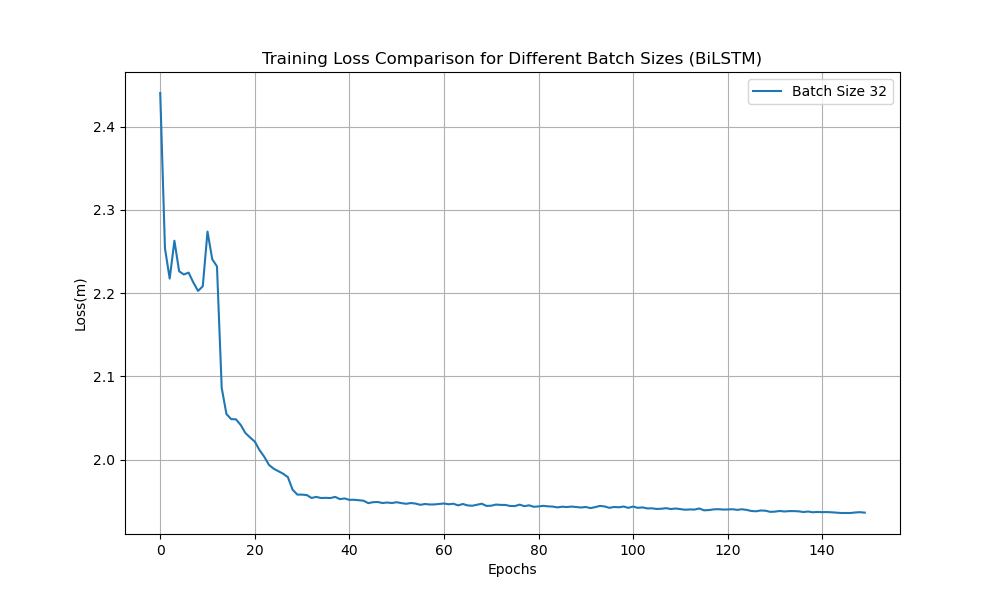 Training Loss Comparison for Different Batch Sizes (BiLSTM)
Batch Size 32
Loss(m)
2.4
2.3
2.2
2.1
2.0
0 20 40 60 80 100 120 140
Epochs